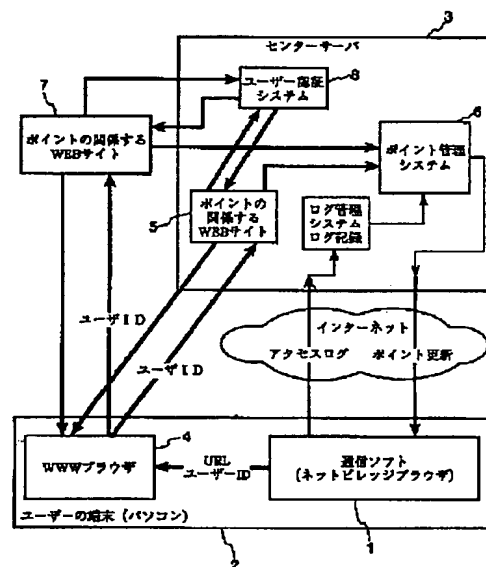 3
センターサーバ
7
ユーザー認証
システム
8
6
ポイントの関係する
WEBサイト
ポイント管理
システム
5
ポイントの
関係する
WEBサイト
ログ管理
システム
ログ記録
インターネット
ユーザID
アクセスログ
ポイント更新
ユーザID
4
WWWブラウザ
URL
ユーザーID
通信ソフト
(ネットビレッジブラウザ)
ユーザーの端末(パソコン)
1
2